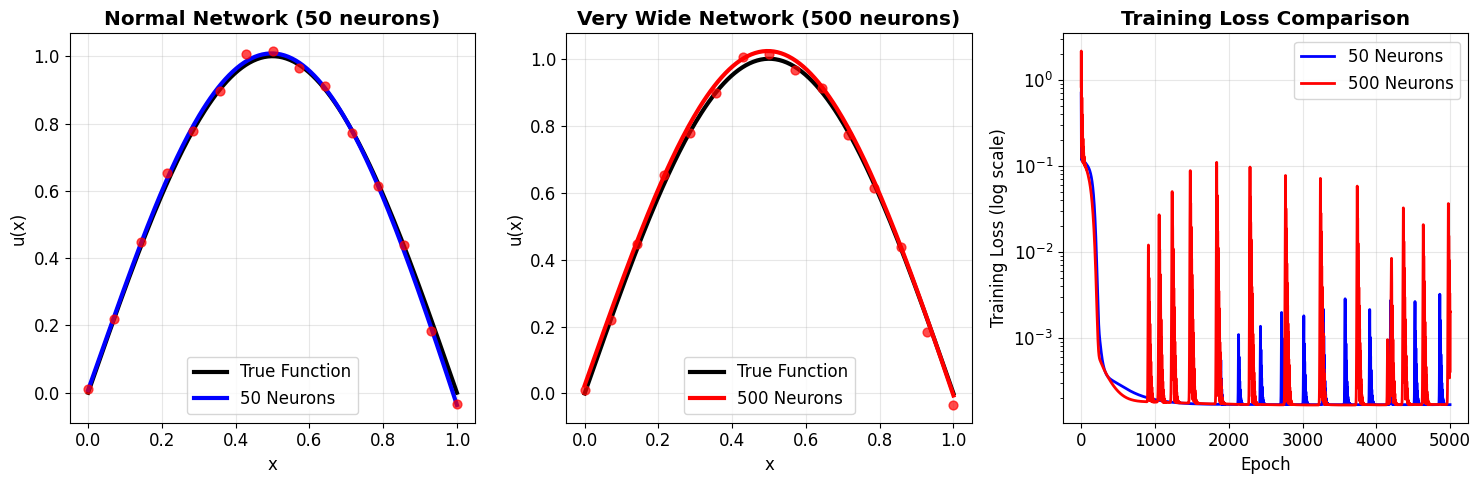 Normal Network (50 neurons)
1.0
0.8
0.6
0.4
0.2
0.0
u(x)
True Function
50 Neurons
0.0 0.2 0.4 0.6 0.8 1.0
x
Very Wide Network (500 neurons)
1.0
0.8
0.6
0.4
0.2
0.0
u(x)
True Function
500 Neurons
0.0 0.2 0.4 0.6 0.8 1.0
x
Training Loss Comparison
50 Neurons
500 Neurons
10⁰
10⁻¹
10⁻²
10⁻³
Training Loss (log scale)
0 1000 2000 3000 4000 5000
Epoch